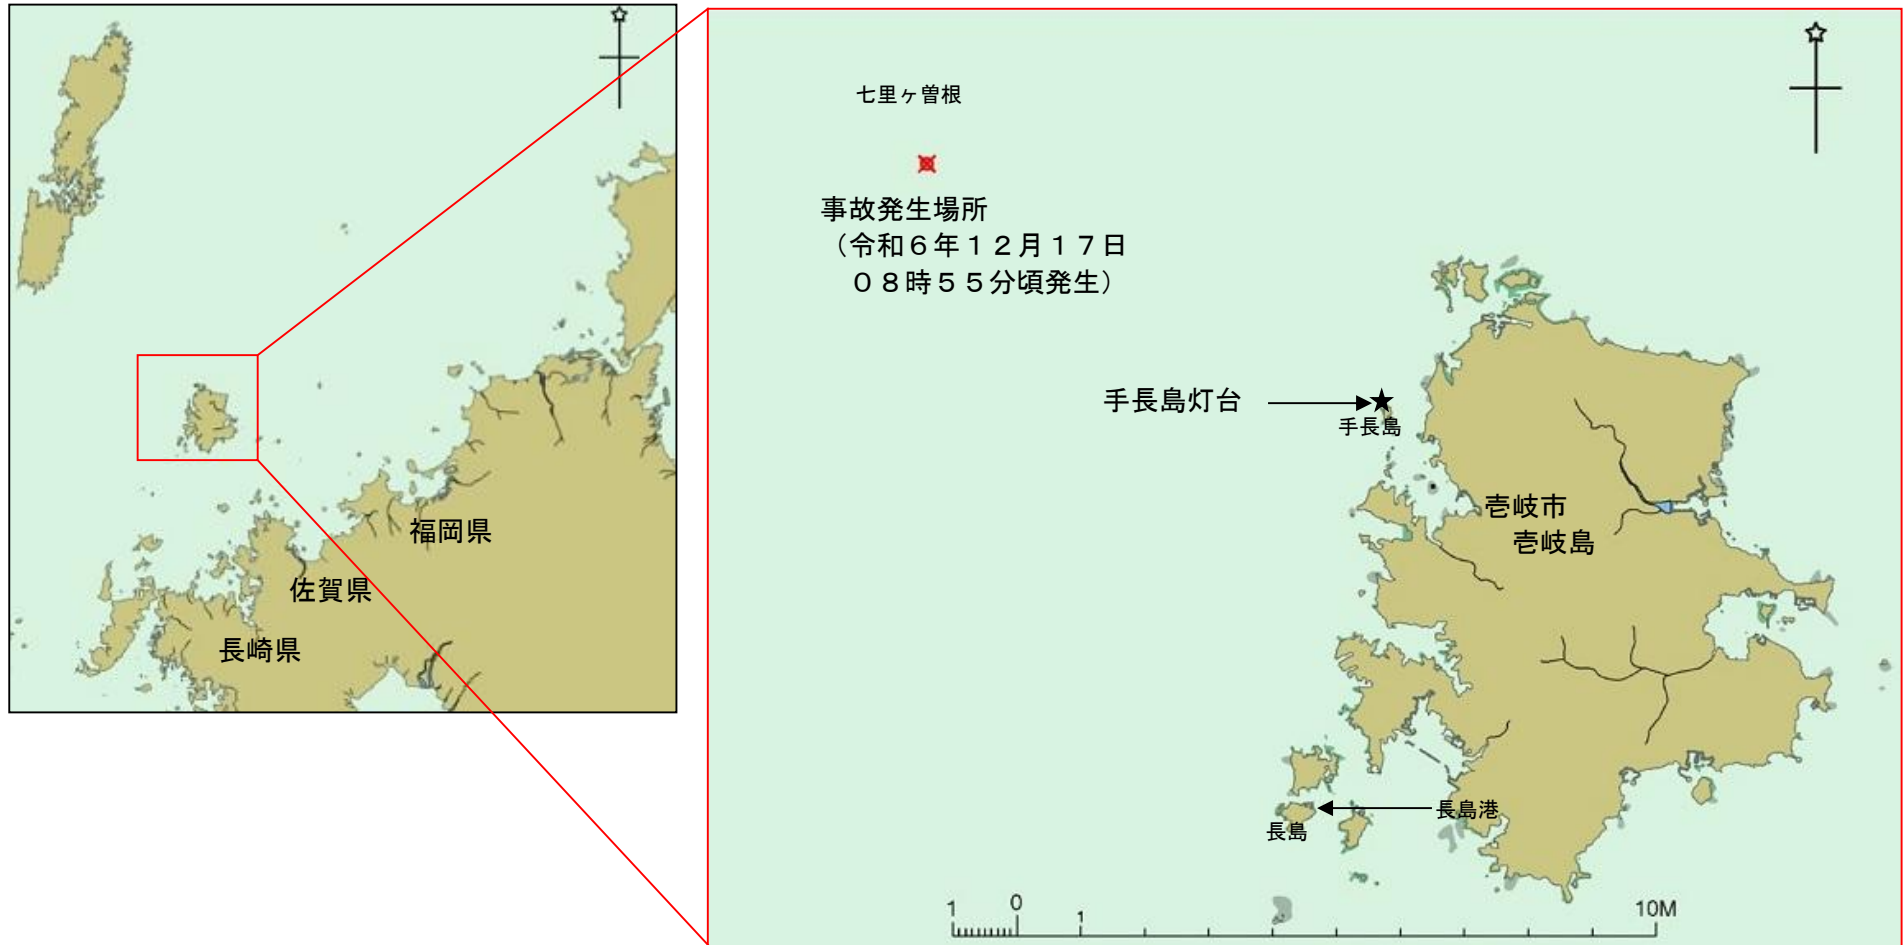 福岡県
佐賀県
長崎県
七里ヶ曽根
事故発生場所
（令和６年１２月１７日
０８時５５分頃発生）
手長島灯台
手長島
壱岐市
壱岐島
長島港
長島
1 0 1 10M